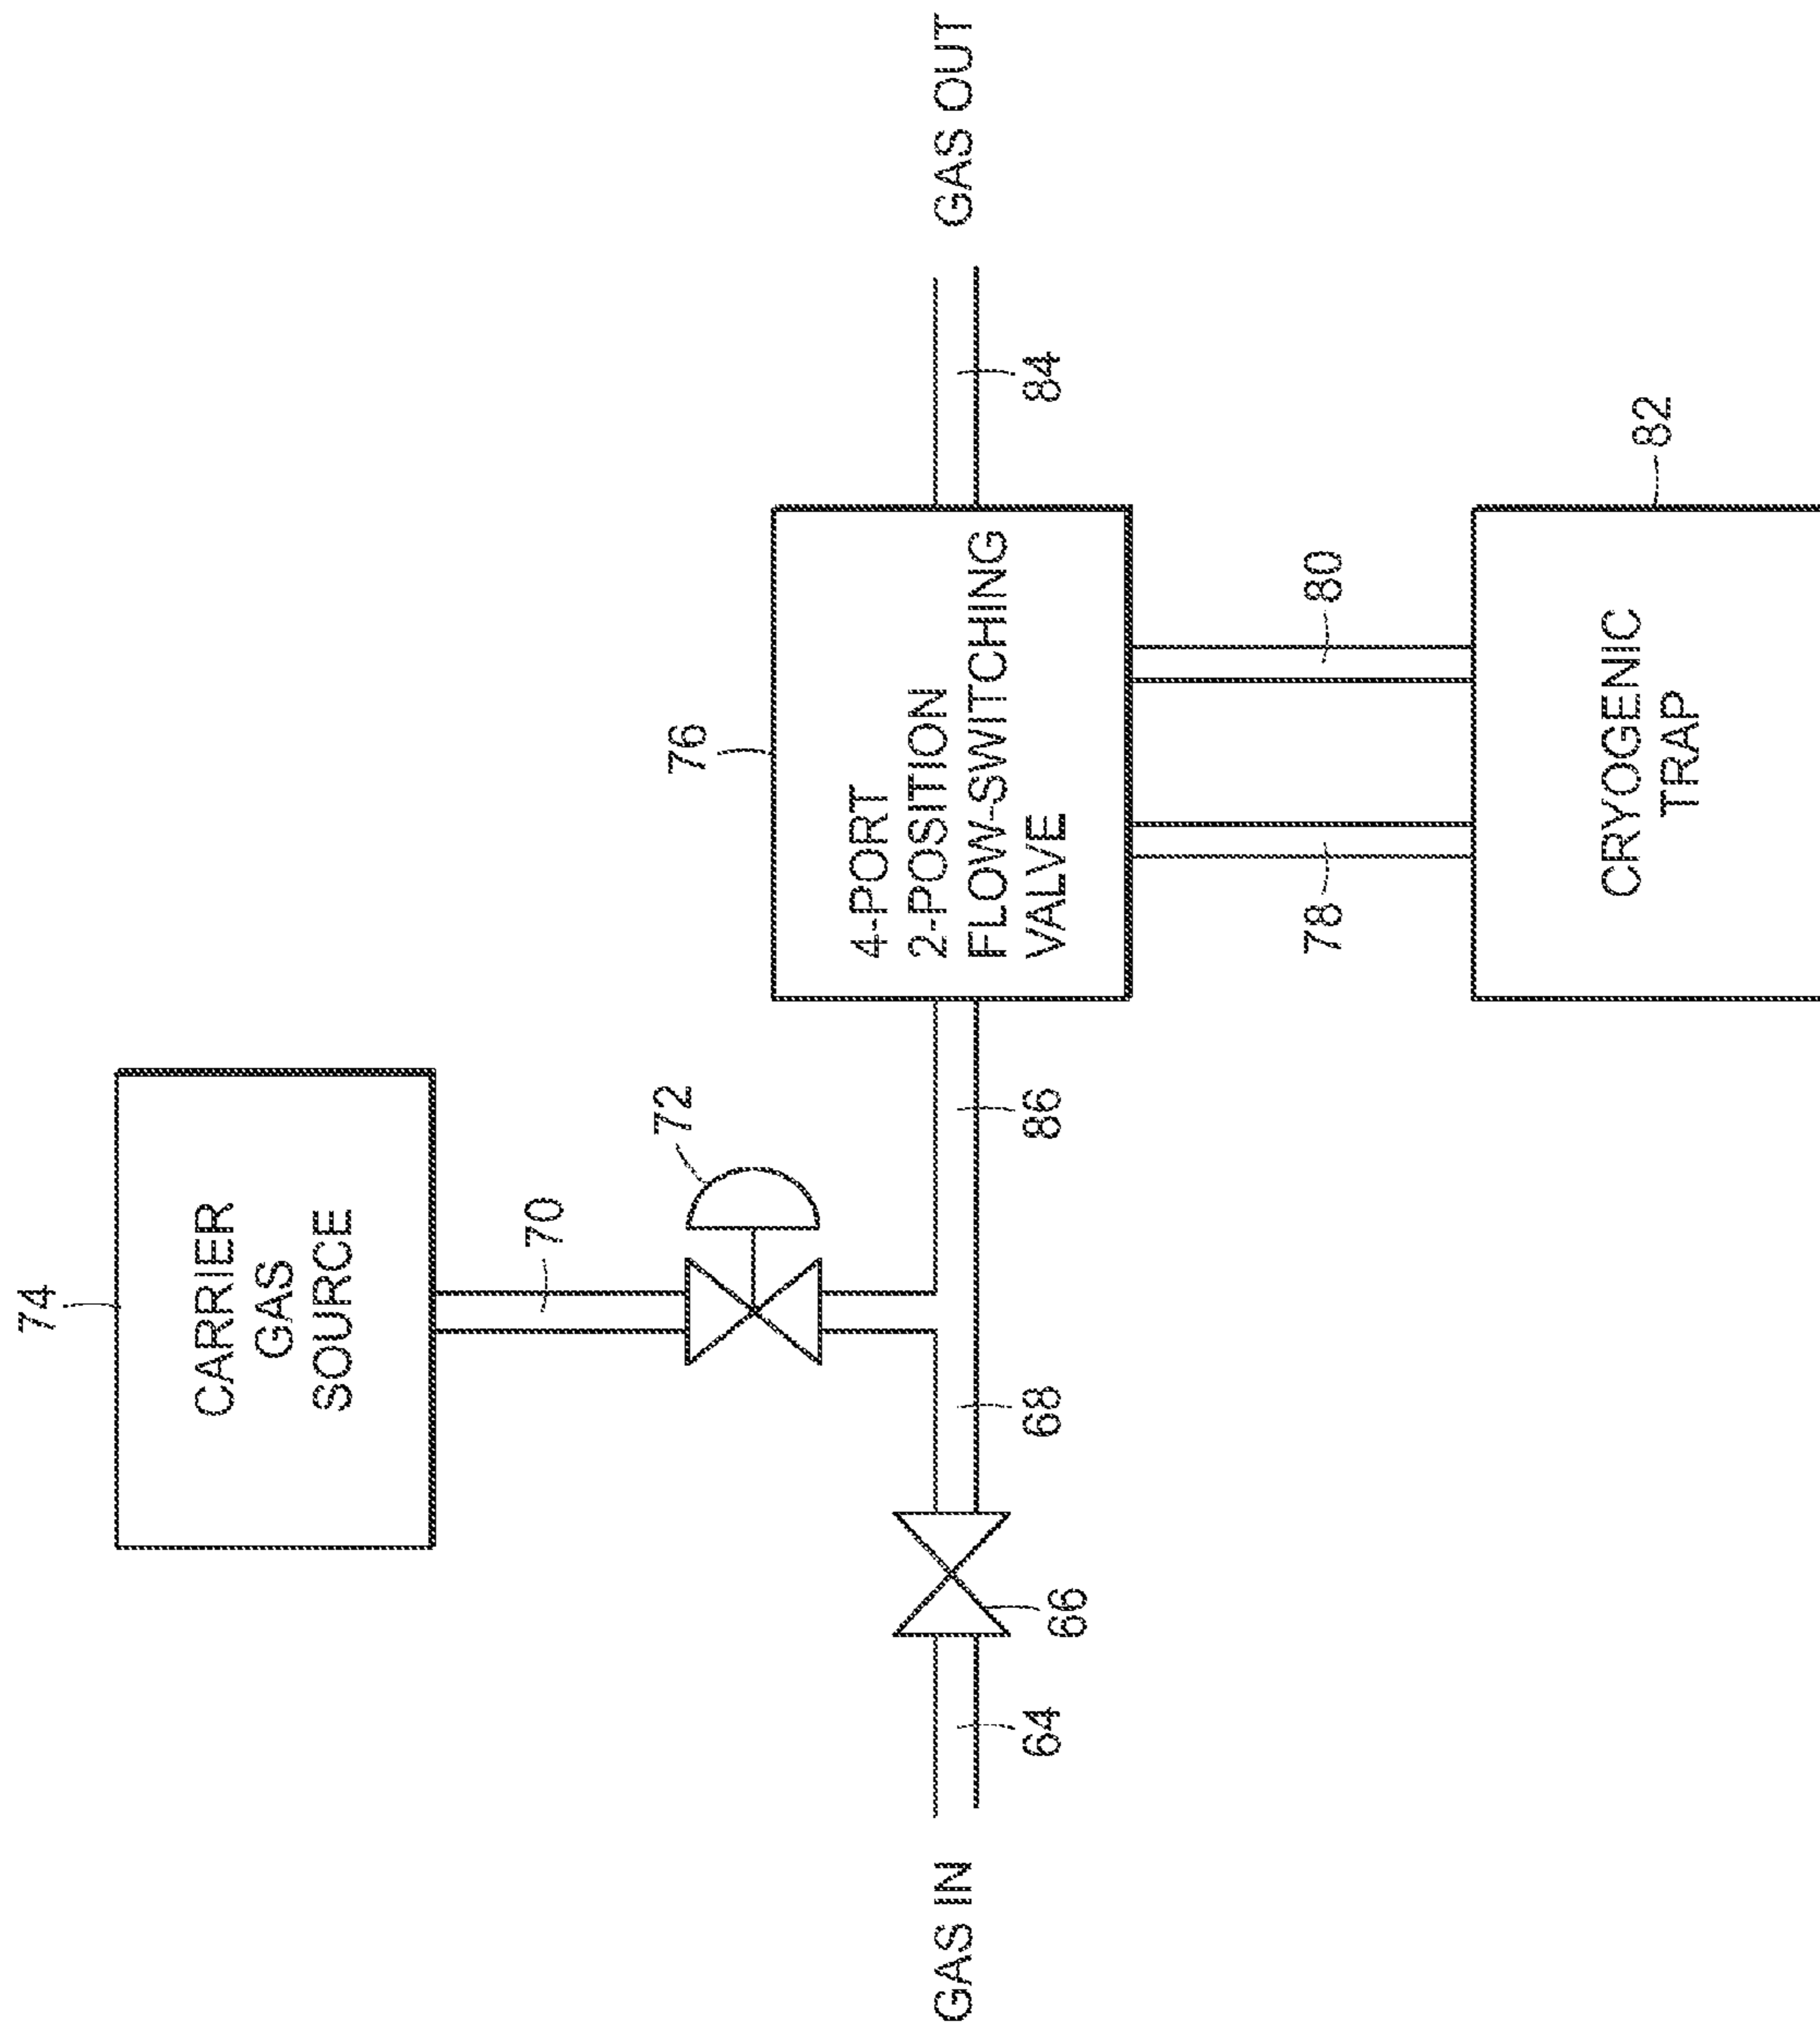 74
CARRIER
GAS
SOURCE
70
72
76
4-PORT
2-POSITION
FLOW-SWITCHING
VALVE
GAS IN
64
66
68
86
84
GAS OUT
78
80
82
CRYOGENIC
TRAP